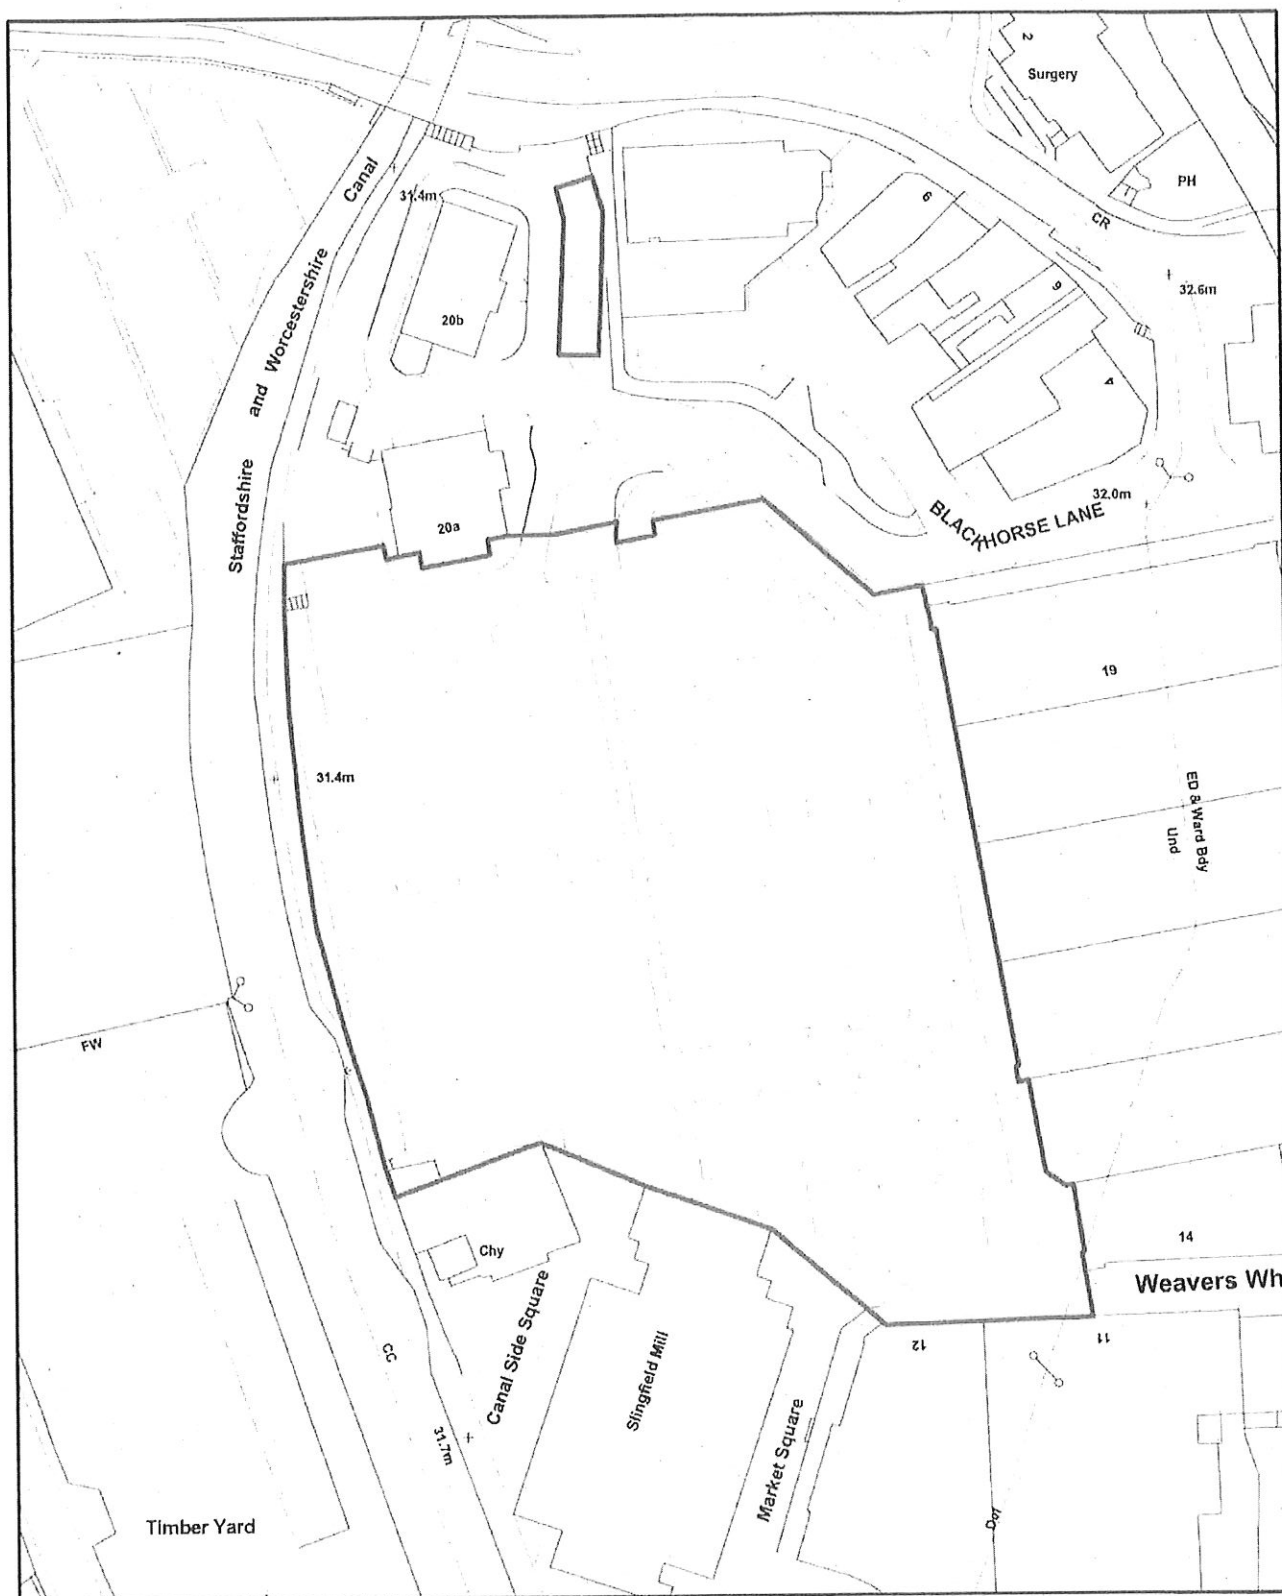 2
Surgery
PH
CR
32.6m
Staffordshire and Worcestershire Canal
31.4m
20b
6
9
4
32.0m
BLACKHORSE LANE
20a
19
31.4m
ED & Ward Bdy
Und
FW
14
Weavers Wh
Chy
12
11
CC
Canal Side Square
Slingfield Mill
Market Square
31.7m
Def
Timber Yard